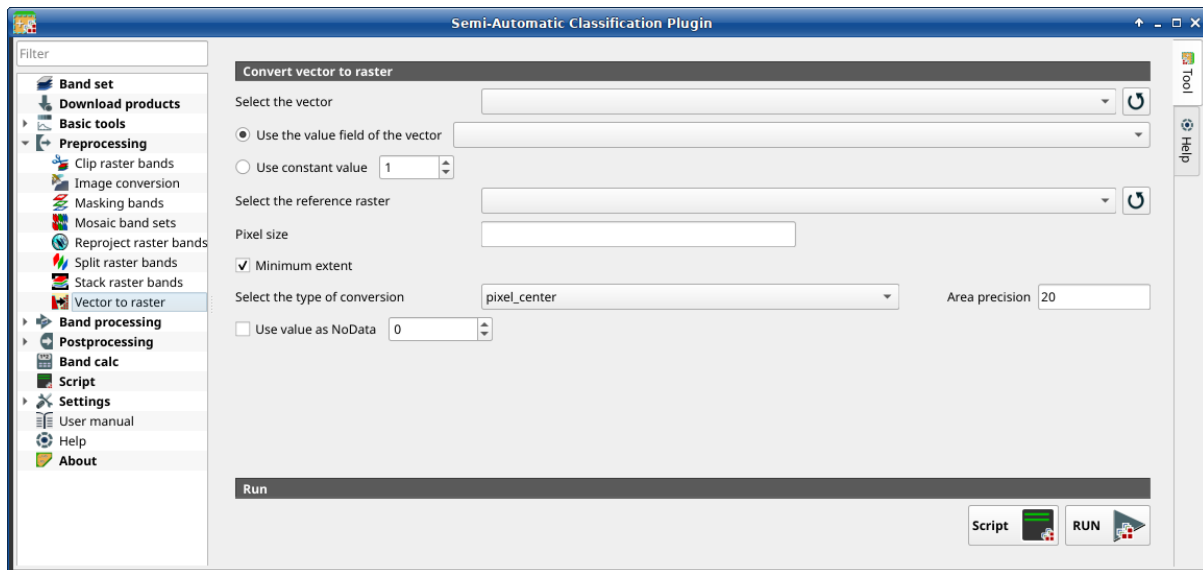 Semi-Automatic Classification Plugin
Filter
Band set
Download products
Basic tools
Preprocessing
Clip raster bands
Image conversion
Masking bands
Mosaic band sets
Reproject raster bands
Split raster bands
Stack raster bands
Vector to raster
Band processing
Postprocessing
Band calc
Script
Settings
User manual
Help
About
Convert vector to raster
Select the vector
Use the value field of the vector
Use constant value 1
Select the reference raster
Pixel size
Minimum extent
Select the type of conversion pixel_center Area precision 20
Use value as NoData 0
Run
Script RUN
Tool
Help